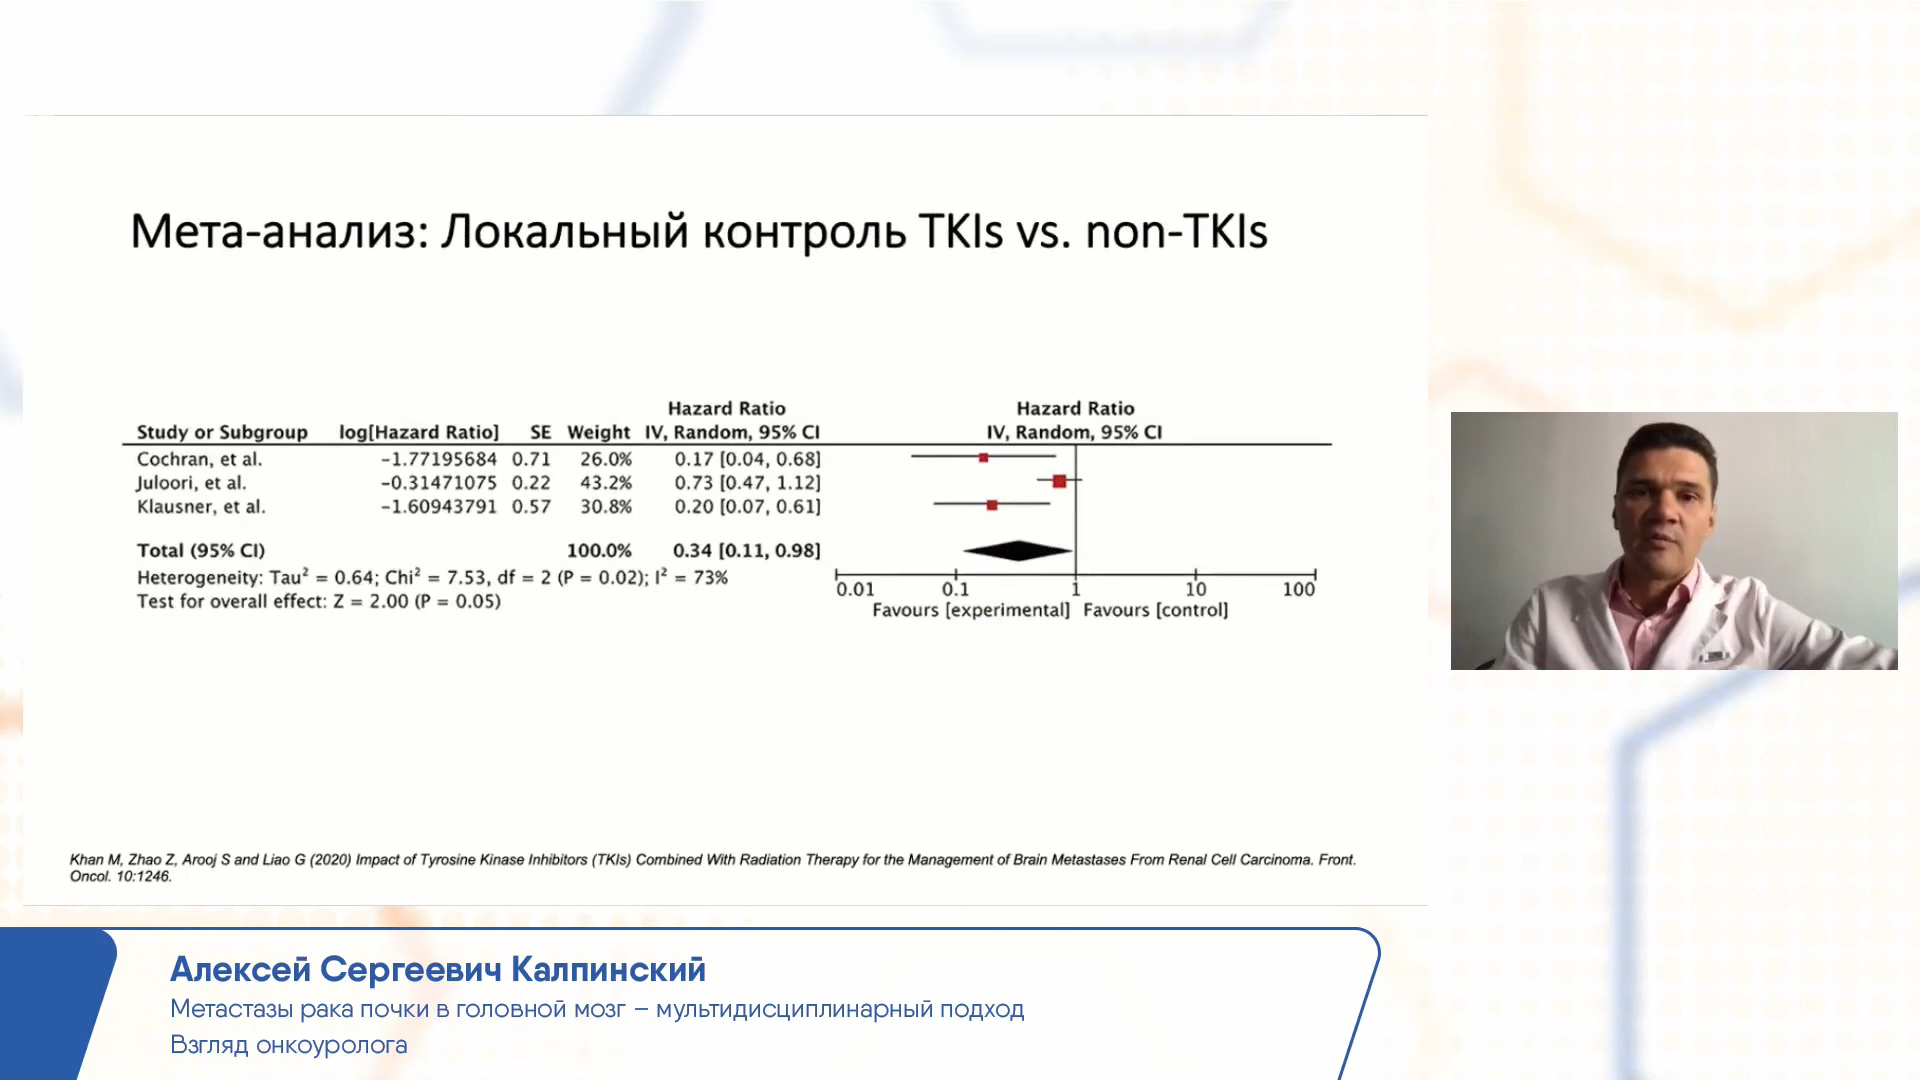 Мета-анализ: Локальный контроль TKIs vs. non-TKIs
Hazard Ratio Hazard Ratio
Study or Subgroup log[Hazard Ratio] SE Weight IV, Random, 95% CI IV, Random, 95% CI
Cochran, et al. −1.77195684 0.71 26.0% 0.17 [0.04, 0.68]
Juloori, et al. −0.31471075 0.22 43.2% 0.73 [0.47, 1.12]
Klausner, et al. −1.60943791 0.57 30.8% 0.20 [0.07, 0.61]
Total (95% CI) 100.0% 0.34 [0.11, 0.98]
Heterogeneity: Tau² = 0.64; Chi² = 7.53, df = 2 (P = 0.02); I² = 73%
Test for overall effect: Z = 2.00 (P = 0.05)
0.01 0.1 1 10 100
Favours [experimental] Favours [control]
Khan M, Zhao Z, Arooj S and Liao G (2020) Impact of Tyrosine Kinase Inhibitors (TKIs) Combined With Radiation Therapy for the Management of Brain Metastases From Renal Cell Carcinoma. Front.
Oncol. 10:1246.
Алексей Сергеевич Калпинский
Метастазы рака почки в головной мозг – мультидисциплинарный подход
Взгляд онкоуролога